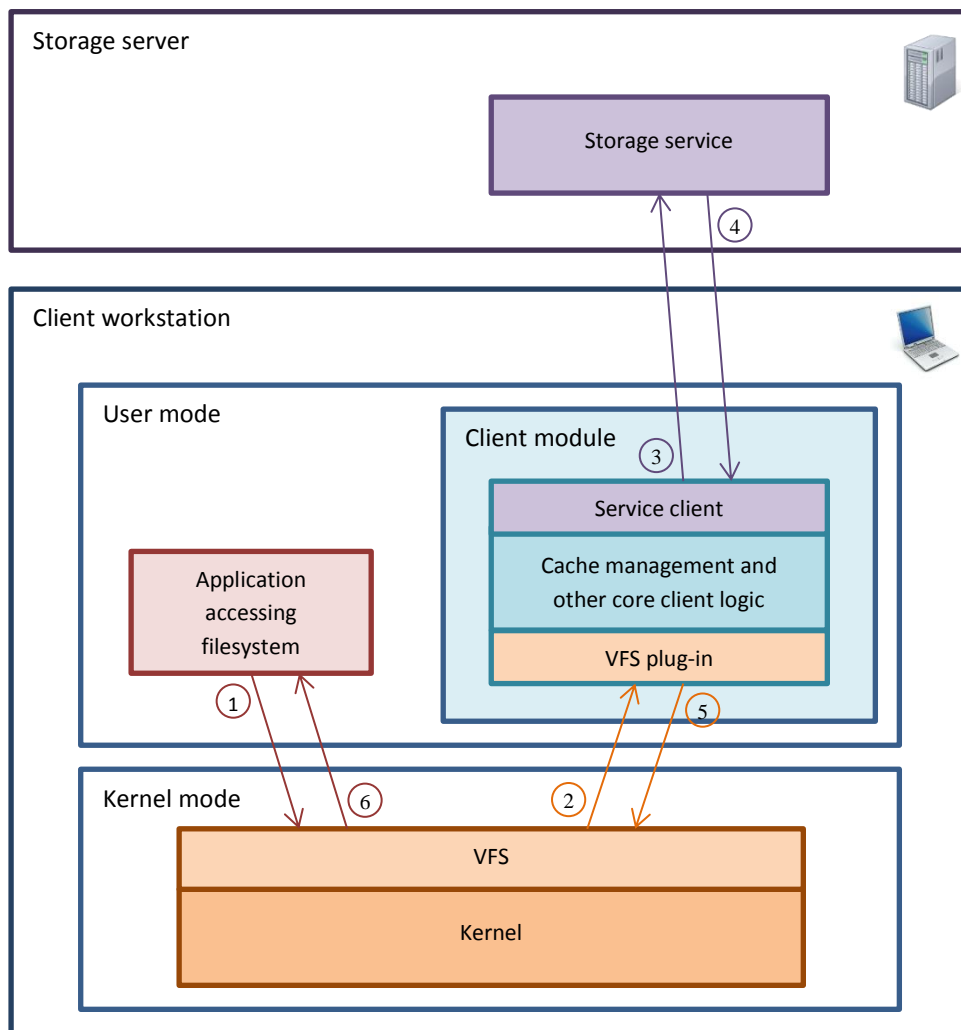 Storage server
Storage service
4
Client workstation
User mode
Client module
3
Service client
Cache management and
other core client logic
Application
accessing
filesystem
VFS plug-in
1
5
Kernel mode
6
2
VFS
Kernel